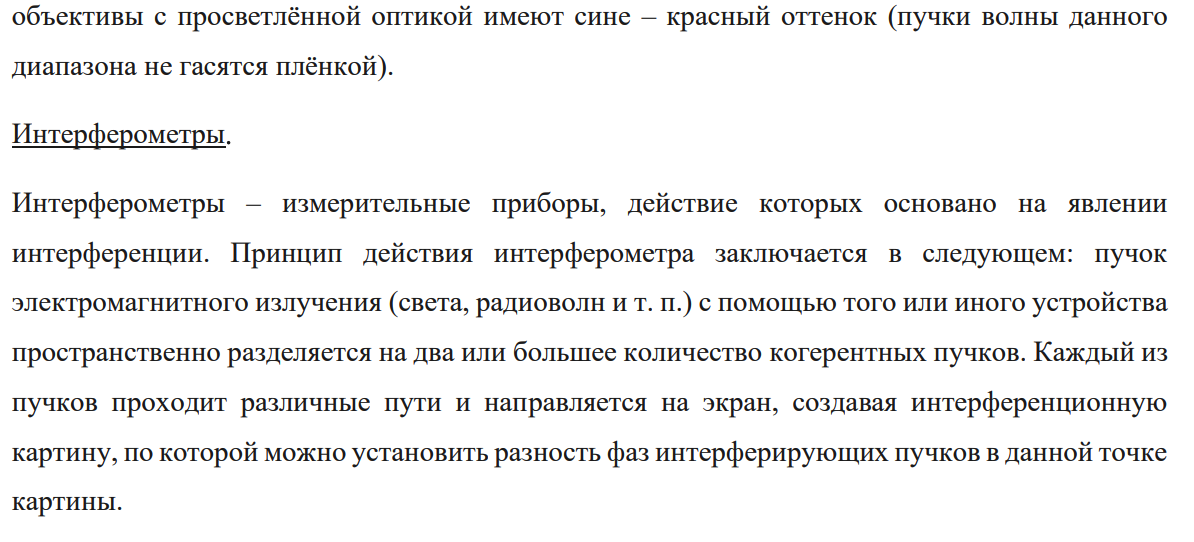 объективы с просветлённой оптикой имеют сине – красный оттенок (пучки волны данного
диапазона не гасятся плёнкой).
Интерферометры.
Интерферометры – измерительные приборы, действие которых основано на явлении
интерференции. Принцип действия интерферометра заключается в следующем: пучок
электромагнитного излучения (света, радиоволн и т. п.) с помощью того или иного устройства
пространственно разделяется на два или большее количество когерентных пучков. Каждый из
пучков проходит различные пути и направляется на экран, создавая интерференционную
картину, по которой можно установить разность фаз интерферирующих пучков в данной точке
картины.